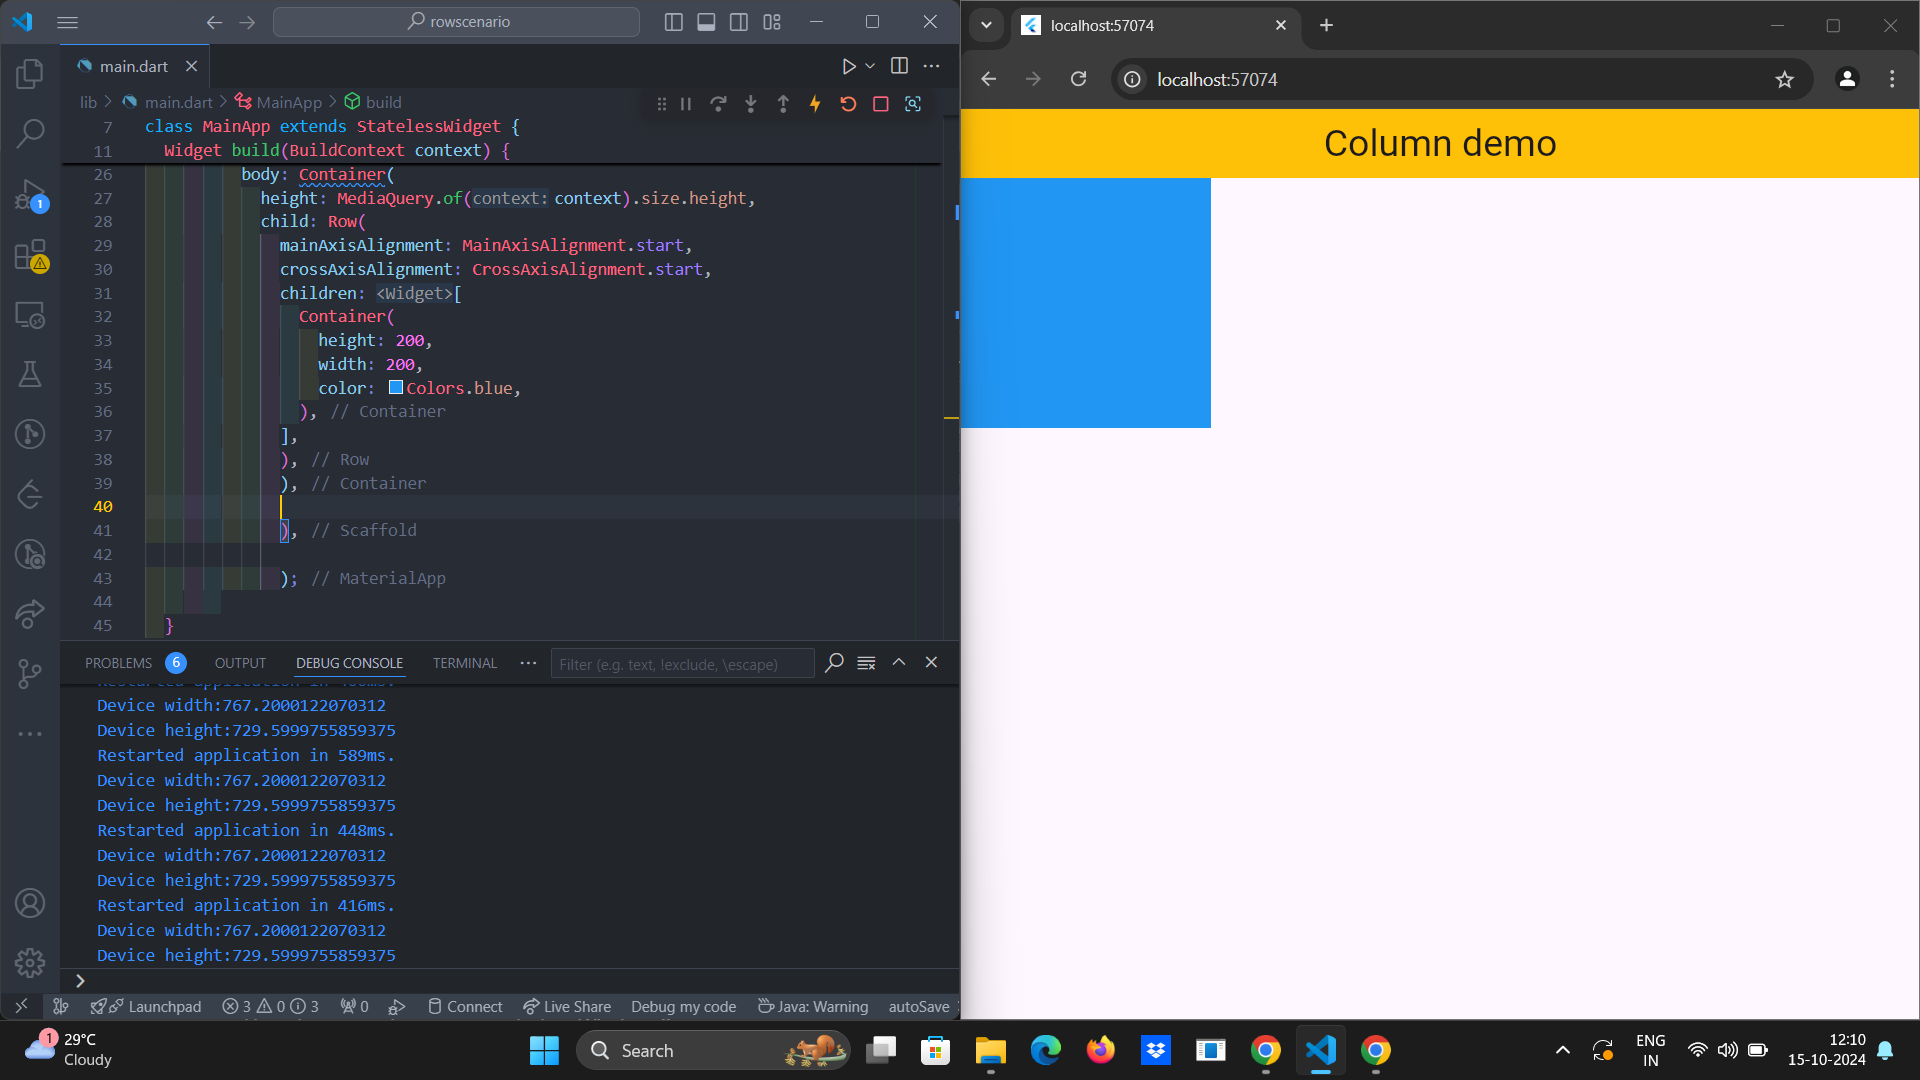 rowscenario
main.dart
lib > main.dart > MainApp > build
7 class MainApp extends StatelessWidget {
11 Widget build(BuildContext context) {
26 body: Container(
27 height: MediaQuery.of(context: context).size.height,
28 child: Row(
29 mainAxisAlignment: MainAxisAlignment.start,
30 crossAxisAlignment: CrossAxisAlignment.start,
31 children: <Widget>[
32 Container(
33 height: 200,
34 width: 200,
35 color: Colors.blue,
36 ), // Container
37 ],
38 ), // Row
39 ), // Container
40
41 ), // Scaffold
42
43 ); // MaterialApp
44
45 }
1
PROBLEMS 6 OUTPUT DEBUG CONSOLE TERMINAL ··· Filter (e.g. text, !exclude, \escape)
Device width:767.2000122070312
Device height:729.5999755859375
Restarted application in 589ms.
Device width:767.2000122070312
Device height:729.5999755859375
Restarted application in 448ms.
Device width:767.2000122070312
Device height:729.5999755859375
Restarted application in 416ms.
Device width:767.2000122070312
Device height:729.5999755859375
>
Launchpad 3 0 3 0 Connect Live Share Debug my code Java: Warning autoSave
localhost:57074
localhost:57074
Column demo
1
29°C
Cloudy
Search
ENG
IN
12:10
15-10-2024